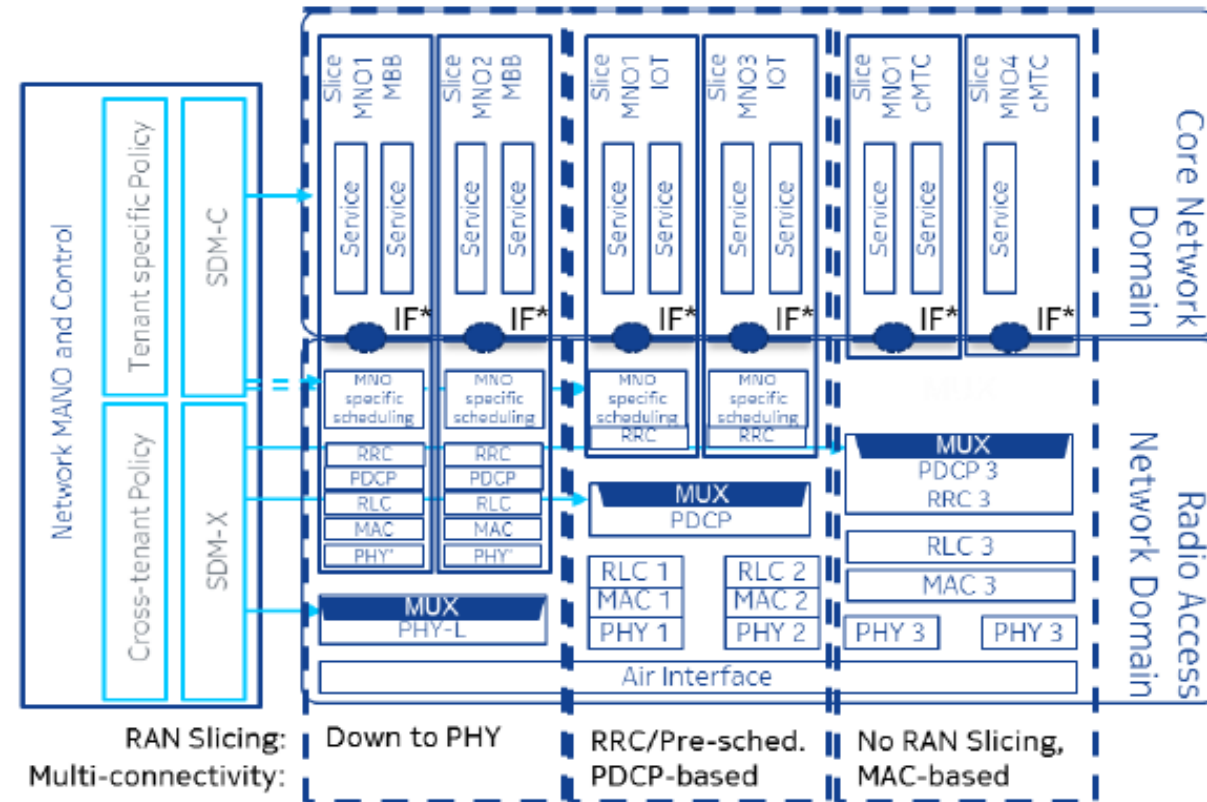 Network MANO and Control
Tenant specific Policy
SDM-C
Cross-tenant Policy
SDM-X
Slice
MNO1
MBB
Service
Service
IF*
Slice
MNO2
MBB
Service
Service
IF*
Slice
MNO1
IOT
Service
Service
IF*
Slice
MNO3
IOT
Service
Service
IF*
Slice
MNO1
cMTC
Service
Service
IF*
Slice
MNO4
cMTC
Service
IF*
Core Network
Domain
MNO
specific
scheduling
RRC
PDCP
RLC
MAC
PHY'
MNO
specific
scheduling
RRC
PDCP
RLC
MAC
PHY'
MUX
PHY-L
MNO
specific
scheduling
RRC
MNO
specific
scheduling
RRC
MUX
PDCP
RLC 1
MAC 1
PHY 1
RLC 2
MAC 2
PHY 2
MUX
PDCP 3
RRC 3
RLC 3
MAC 3
PHY 3
PHY 3
Air Interface
Radio Access
Network Domain
RAN Slicing:
Multi-connectivity:
Down to PHY
RRC/Pre-sched.
PDCP-based
No RAN Slicing,
MAC-based